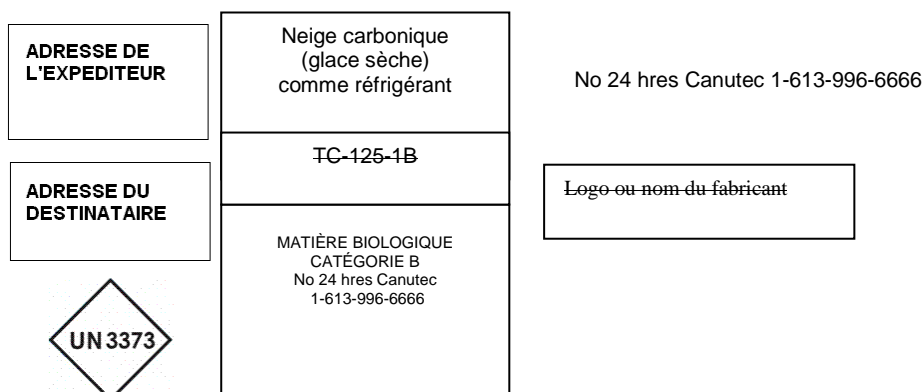 ADRESSE DE
L'EXPEDITEUR
Neige carbonique
(glace sèche)
comme réfrigérant
No 24 hres Canutec 1-613-996-6666
TC-125-1B
ADRESSE DU
DESTINATAIRE
Logo ou nom du fabricant
MATIÈRE BIOLOGIQUE
CATÉGORIE B
No 24 hres Canutec
1-613-996-6666
UN 3373